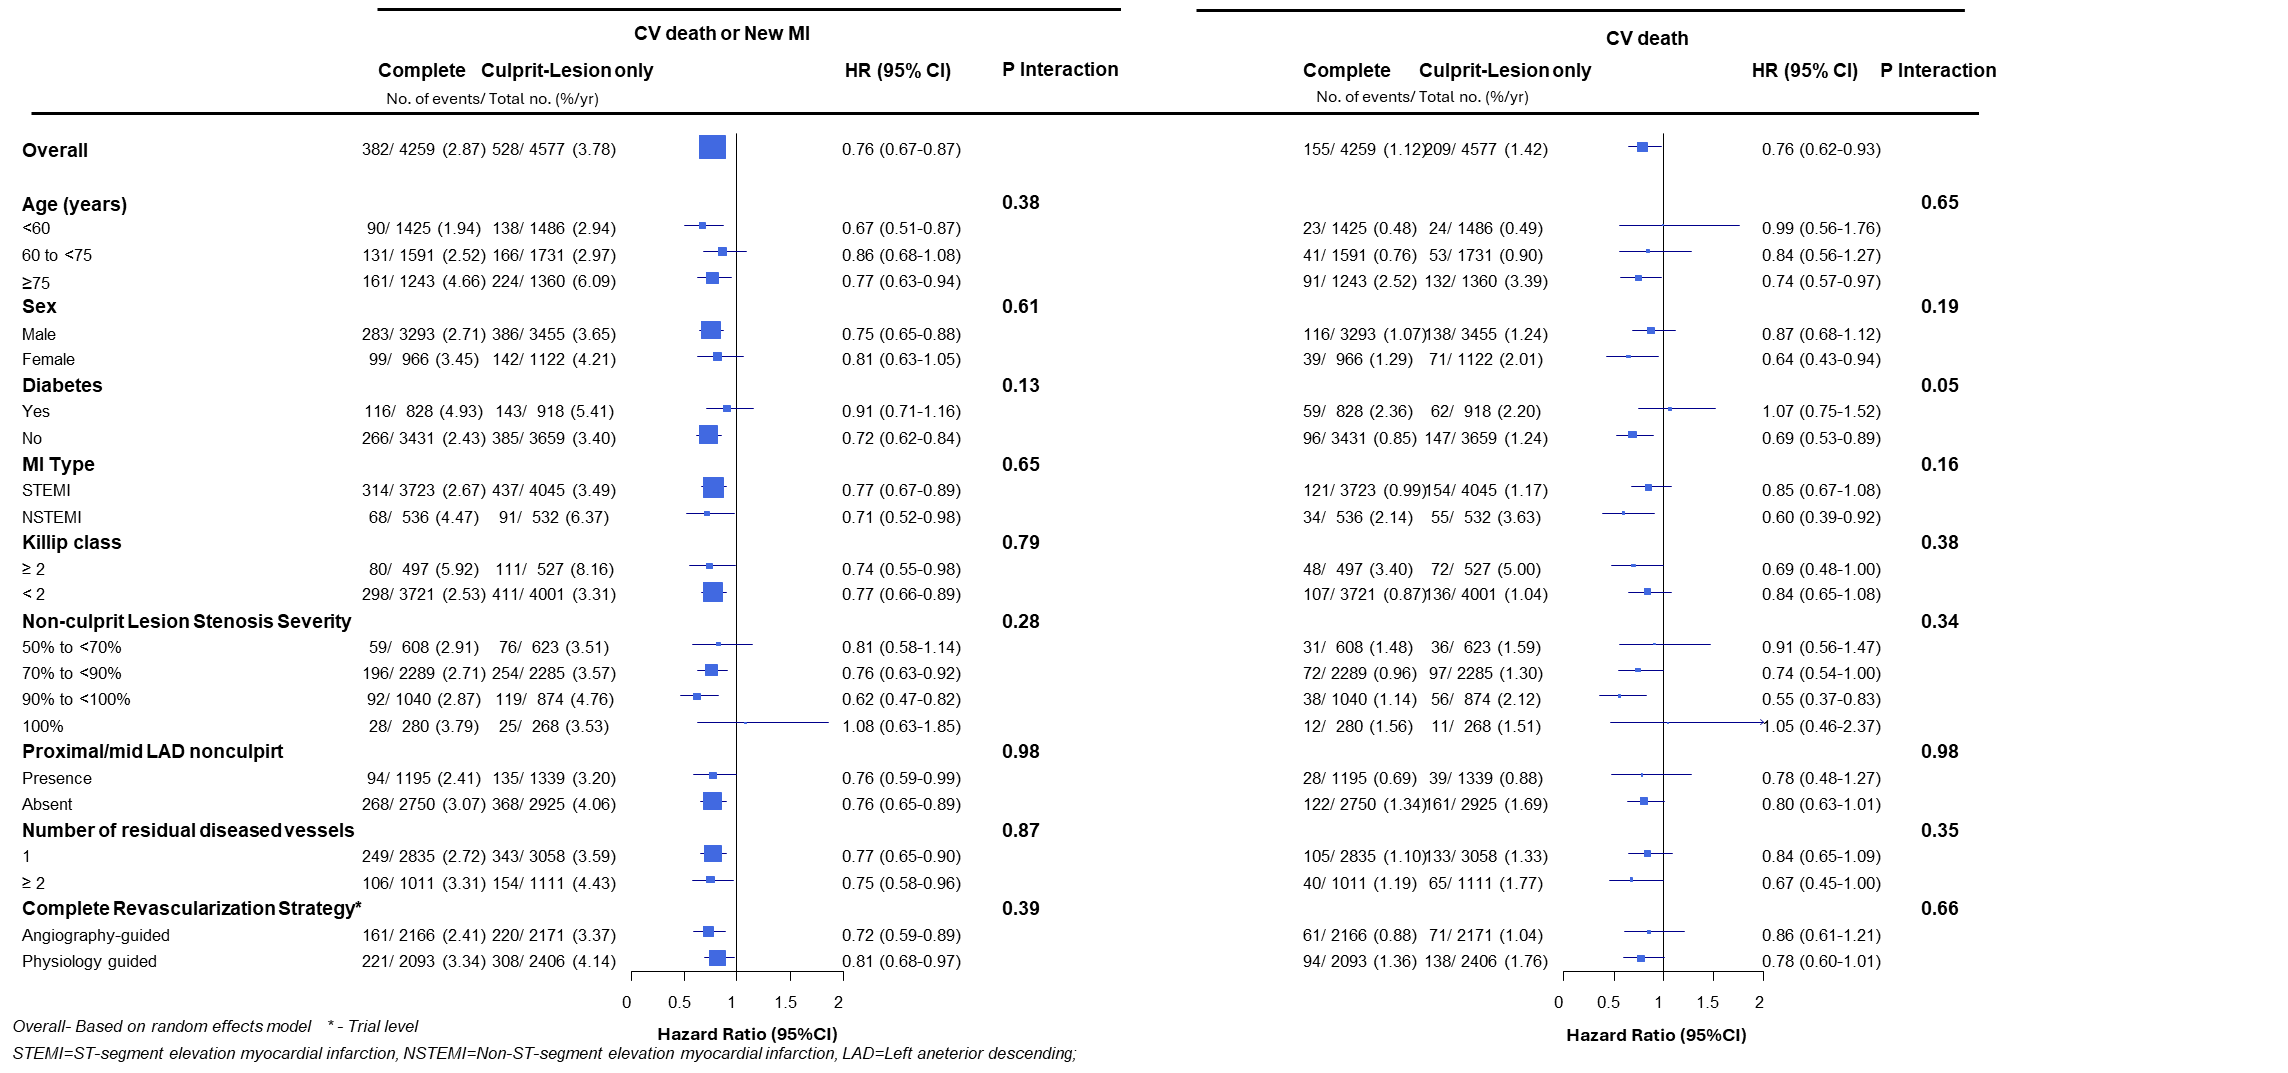 CV death or New MI CV death
Complete Culprit-Lesion only HR (95% CI) P Interaction Complete Culprit-Lesion only HR (95% CI) P Interaction
No. of events/ Total no. (%/yr) No. of events/ Total no. (%/yr)
Overall 382/ 4259 (2.87) 528/ 4577 (3.78) 0.76 (0.67-0.87) 155/ 4259 (1.12) 209/ 4577 (1.42) 0.76 (0.62-0.93)
Age (years) 0.38 0.65
<60 90/ 1425 (1.94) 138/ 1486 (2.94) 0.67 (0.51-0.87) 23/ 1425 (0.48) 24/ 1486 (0.49) 0.99 (0.56-1.76)
60 to <75 131/ 1591 (2.52) 166/ 1731 (2.97) 0.86 (0.68-1.08) 41/ 1591 (0.76) 53/ 1731 (0.90) 0.84 (0.56-1.27)
≥75 161/ 1243 (4.66) 224/ 1360 (6.09) 0.77 (0.63-0.94) 91/ 1243 (2.52) 132/ 1360 (3.39) 0.74 (0.57-0.97)
Sex 0.61 0.19
Male 283/ 3293 (2.71) 386/ 3455 (3.65) 0.75 (0.65-0.88) 116/ 3293 (1.07) 138/ 3455 (1.24) 0.87 (0.68-1.12)
Female 99/ 966 (3.45) 142/ 1122 (4.21) 0.81 (0.63-1.05) 39/ 966 (1.29) 71/ 1122 (2.01) 0.64 (0.43-0.94)
Diabetes 0.13 0.05
Yes 116/ 828 (4.93) 143/ 918 (5.41) 0.91 (0.71-1.16) 59/ 828 (2.36) 62/ 918 (2.20) 1.07 (0.75-1.52)
No 266/ 3431 (2.43) 385/ 3659 (3.40) 0.72 (0.62-0.84) 96/ 3431 (0.85) 147/ 3659 (1.24) 0.69 (0.53-0.89)
MI Type 0.65 0.16
STEMI 314/ 3723 (2.67) 437/ 4045 (3.49) 0.77 (0.67-0.89) 121/ 3723 (0.99) 154/ 4045 (1.17) 0.85 (0.67-1.08)
NSTEMI 68/ 536 (4.47) 91/ 532 (6.37) 0.71 (0.52-0.98) 34/ 536 (2.14) 55/ 532 (3.63) 0.60 (0.39-0.92)
Killip class 0.79 0.38
≥ 2 80/ 497 (5.92) 111/ 527 (8.16) 0.74 (0.55-0.98) 48/ 497 (3.40) 72/ 527 (5.00) 0.69 (0.48-1.00)
< 2 298/ 3721 (2.53) 411/ 4001 (3.31) 0.77 (0.66-0.89) 107/ 3721 (0.87) 136/ 4001 (1.04) 0.84 (0.65-1.08)
Non-culprit Lesion Stenosis Severity 0.28 0.34
50% to <70% 59/ 608 (2.91) 76/ 623 (3.51) 0.81 (0.58-1.14) 31/ 608 (1.48) 36/ 623 (1.59) 0.91 (0.56-1.47)
70% to <90% 196/ 2289 (2.71) 254/ 2285 (3.57) 0.76 (0.63-0.92) 72/ 2289 (0.96) 97/ 2285 (1.30) 0.74 (0.54-1.00)
90% to <100% 92/ 1040 (2.87) 119/ 874 (4.76) 0.62 (0.47-0.82) 38/ 1040 (1.14) 56/ 874 (2.12) 0.55 (0.37-0.83)
100% 28/ 280 (3.79) 25/ 268 (3.53) 1.08 (0.63-1.85) 12/ 280 (1.56) 11/ 268 (1.51) 1.05 (0.46-2.37)
Proximal/mid LAD nonculpirt 0.98 0.98
Presence 94/ 1195 (2.41) 135/ 1339 (3.20) 0.76 (0.59-0.99) 28/ 1195 (0.69) 39/ 1339 (0.88) 0.78 (0.48-1.27)
Absent 268/ 2750 (3.07) 368/ 2925 (4.06) 0.76 (0.65-0.89) 122/ 2750 (1.34) 161/ 2925 (1.69) 0.80 (0.63-1.01)
Number of residual diseased vessels 0.87 0.35
1 249/ 2835 (2.72) 343/ 3058 (3.59) 0.77 (0.65-0.90) 105/ 2835 (1.10) 133/ 3058 (1.33) 0.84 (0.65-1.09)
≥ 2 106/ 1011 (3.31) 154/ 1111 (4.43) 0.75 (0.58-0.96) 40/ 1011 (1.19) 65/ 1111 (1.77) 0.67 (0.45-1.00)
Complete Revascularization Strategy* 0.39 0.66
Angiography-guided 161/ 2166 (2.41) 220/ 2171 (3.37) 0.72 (0.59-0.89) 61/ 2166 (0.88) 71/ 2171 (1.04) 0.86 (0.61-1.21)
Physiology guided 221/ 2093 (3.34) 308/ 2406 (4.14) 0.81 (0.68-0.97) 94/ 2093 (1.36) 138/ 2406 (1.76) 0.78 (0.60-1.01)
0 0.5 1 1.5 2 0 0.5 1 1.5 2
Overall- Based on random effects model * - Trial level
Hazard Ratio (95%CI) Hazard Ratio (95%CI)
STEMI=ST-segment elevation myocardial infarction, NSTEMI=Non-ST-segment elevation myocardial infarction, LAD=Left aneterior descending;